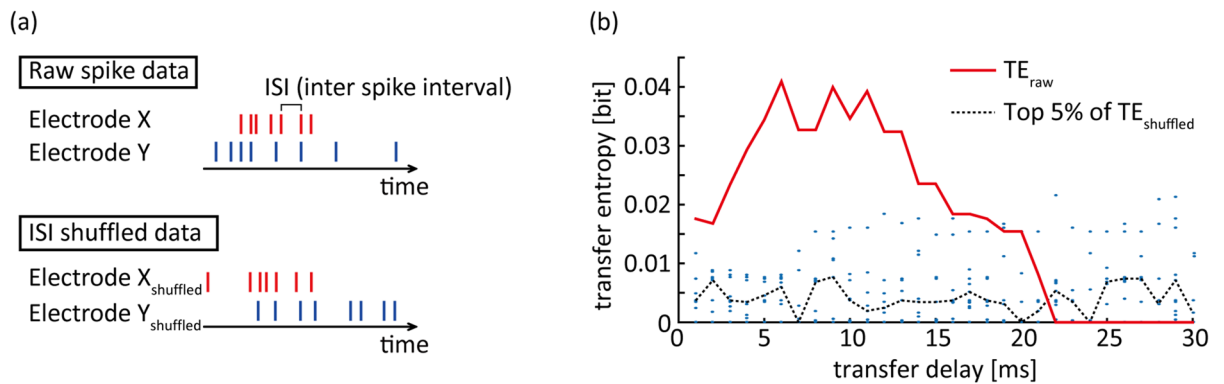 (a)
Raw spike data
ISI (inter spike interval)
Electrode X
Electrode Y
time
ISI shuffled data
Electrode Xshuffled
Electrode Yshuffled
time
(b)
transfer entropy [bit]
0.04
0.03
0.02
0.01
0
TEraw
Top 5% of TEshuffled
0 5 10 15 20 25 30
transfer delay [ms]